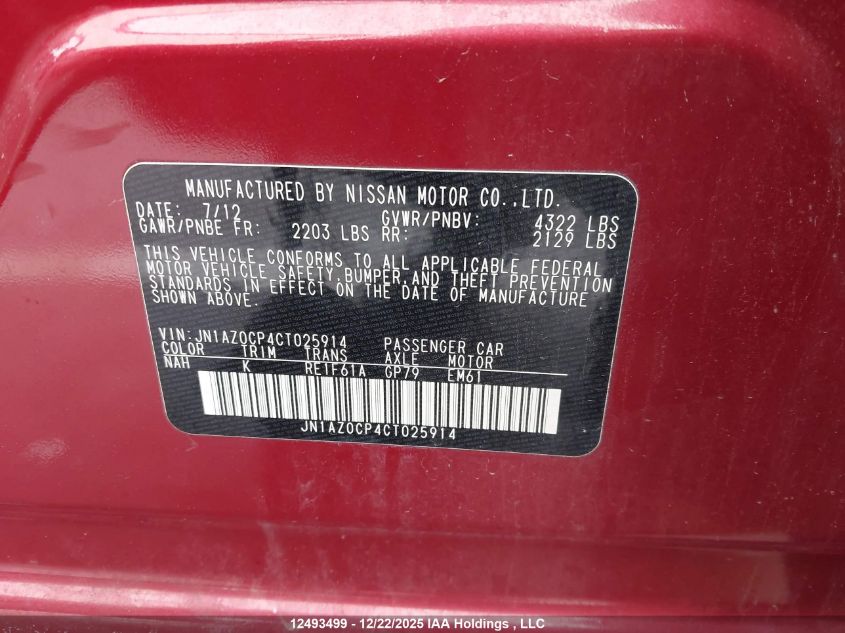 MANUFACTURED BY NISSAN MOTOR CO.,LTD.
DATE: 7/12 GVWR/PNBV: 4322 LBS
GAWR/PNBE FR: 2203 LBS RR: 2129 LBS
THIS VEHICLE CONFORMS TO ALL APPLICABLE FEDERAL
MOTOR VEHICLE SAFETY,BUMPER,AND THEFT PREVENTION
STANDARDS IN EFFECT ON THE DATE OF MANUFACTURE
SHOWN ABOVE.
VIN:JN1AZ0CP4CT025914 PASSENGER CAR
COLOR TRIM TRANS AXLE MOTOR
NAH K RE1F61A GP79 EM61
JN1AZ0CP4CT025914
12493499 - 12/22/2025 IAA Holdings , LLC